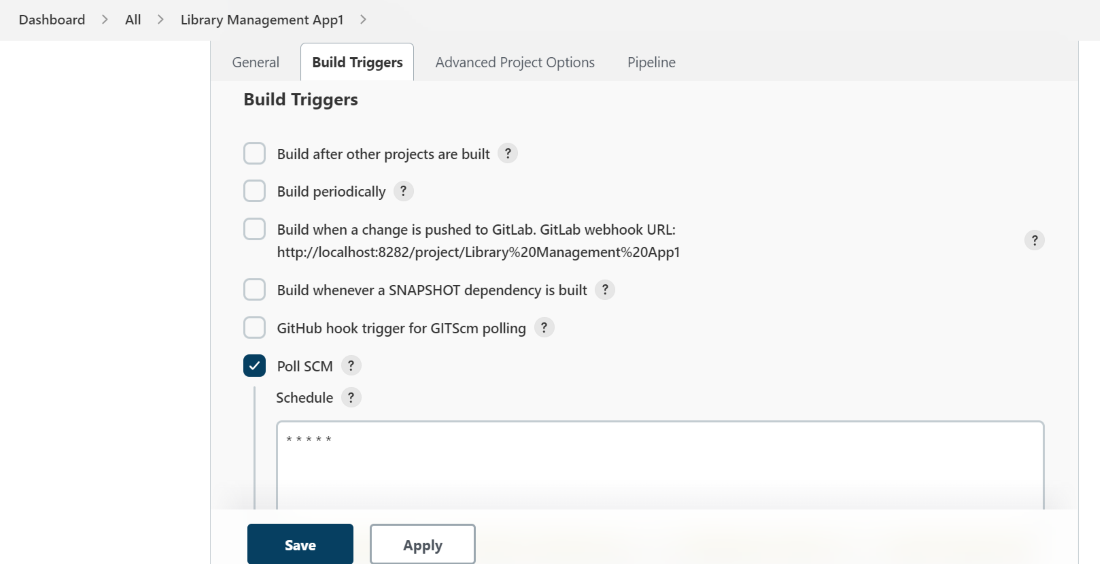 Dashboard > All > Library Management App1 >
General Build Triggers Advanced Project Options Pipeline
Build Triggers
Build after other projects are built ?
Build periodically ?
Build when a change is pushed to GitLab. GitLab webhook URL:
http://localhost:8282/project/Library%20Management%20App1 ?
Build whenever a SNAPSHOT dependency is built ?
GitHub hook trigger for GITScm polling ?
Poll SCM ?
Schedule ?
* * * * *
Save Apply